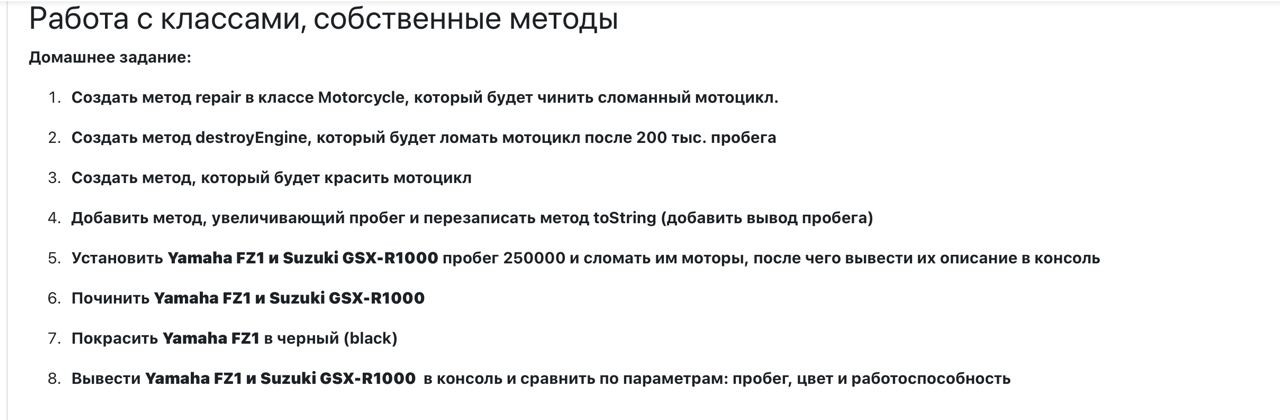 Работа с классами, собственные методы
Домашнее задание:
1. Создать метод repair в классе Motorcycle, который будет чинить сломанный мотоцикл.
2. Создать метод destroyEngine, который будет ломать мотоцикл после 200 тыс. пробега
3. Создать метод, который будет красить мотоцикл
4. Добавить метод, увеличивающий пробег и перезаписать метод toString (добавить вывод пробега)
5. Установить Yamaha FZ1 и Suzuki GSX-R1000 пробег 250000 и сломать им моторы, после чего вывести их описание в консоль
6. Починить Yamaha FZ1 и Suzuki GSX-R1000
7. Покрасить Yamaha FZ1 в черный (black)
8. Вывести Yamaha FZ1 и Suzuki GSX-R1000 в консоль и сравнить по параметрам: пробег, цвет и работоспособность